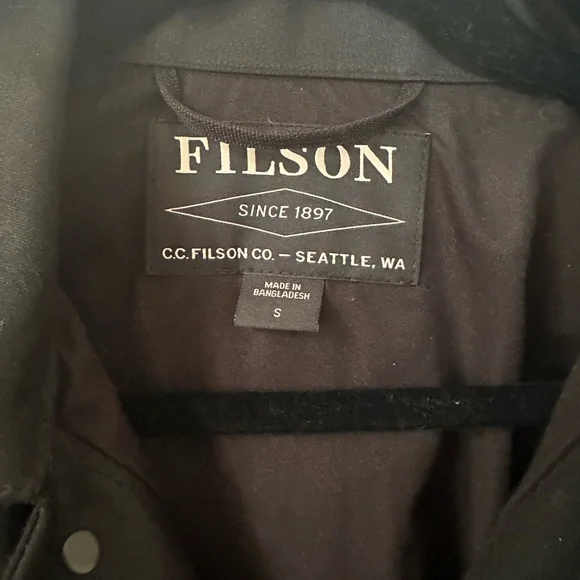 FILSON
SINCE 1897
C.C. FILSON CO. – SEATTLE, WA
MADE IN
BANGLADESH
S